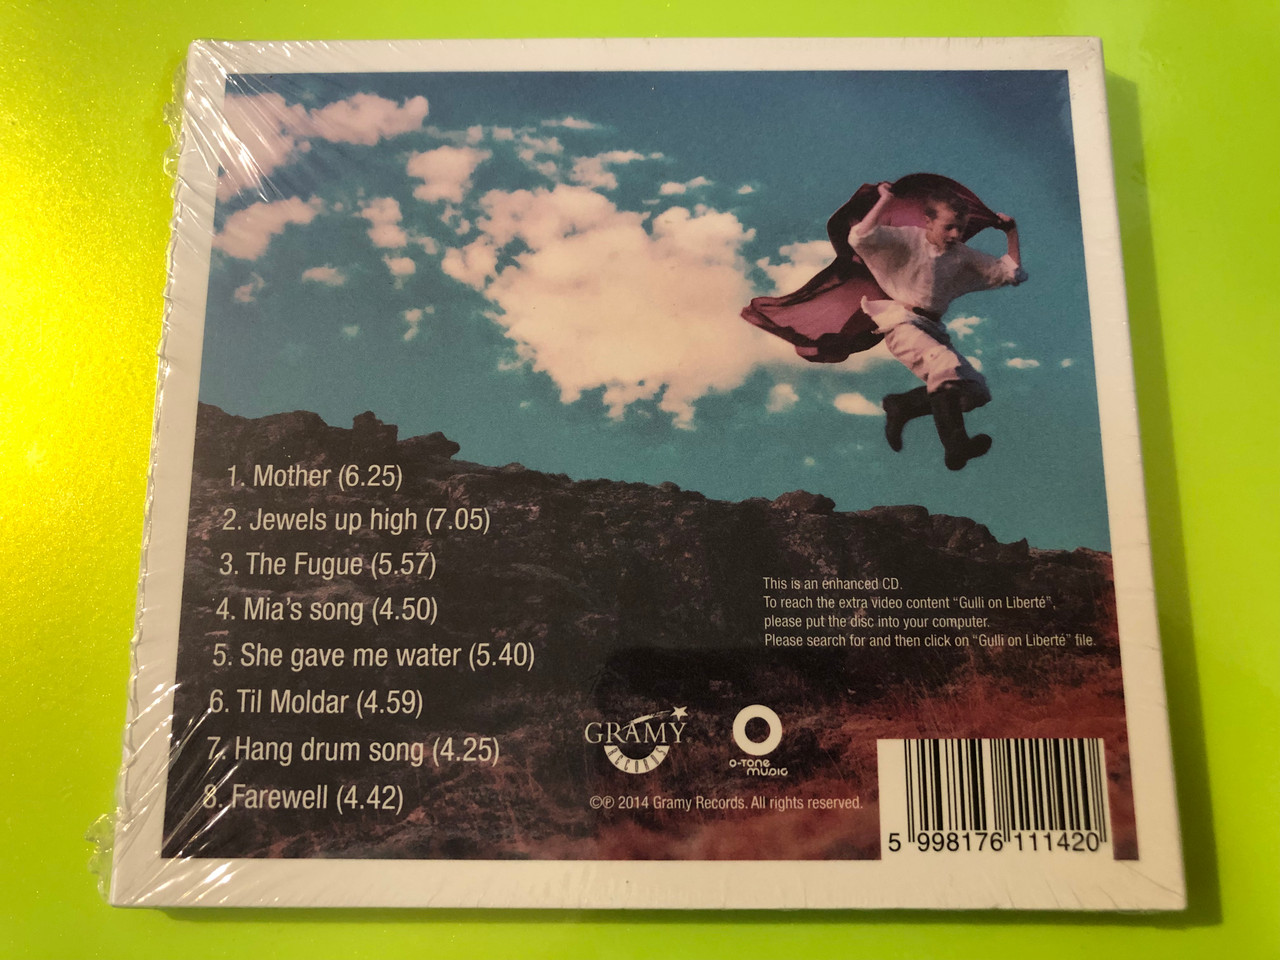 1. Mother (6.25)
2. Jewels up high (7.05)
3. The Fugue (5.57)
4. Mia's song (4.50)
5. She gave me water (5.40)
6. Til Moldar (4.59)
7. Hang drum song (4.25)
8. Farewell (4.42)
This is an enhanced CD.
To reach the extra video content “Gulli on Liberté”,
please put the disc into your computer.
Please search for and then click on “Gulli on Liberté” file.
GRAMY
RECORDS
O-TONE
MUSIC
©℗ 2014 Gramy Records. All rights reserved.
5 998176 111420